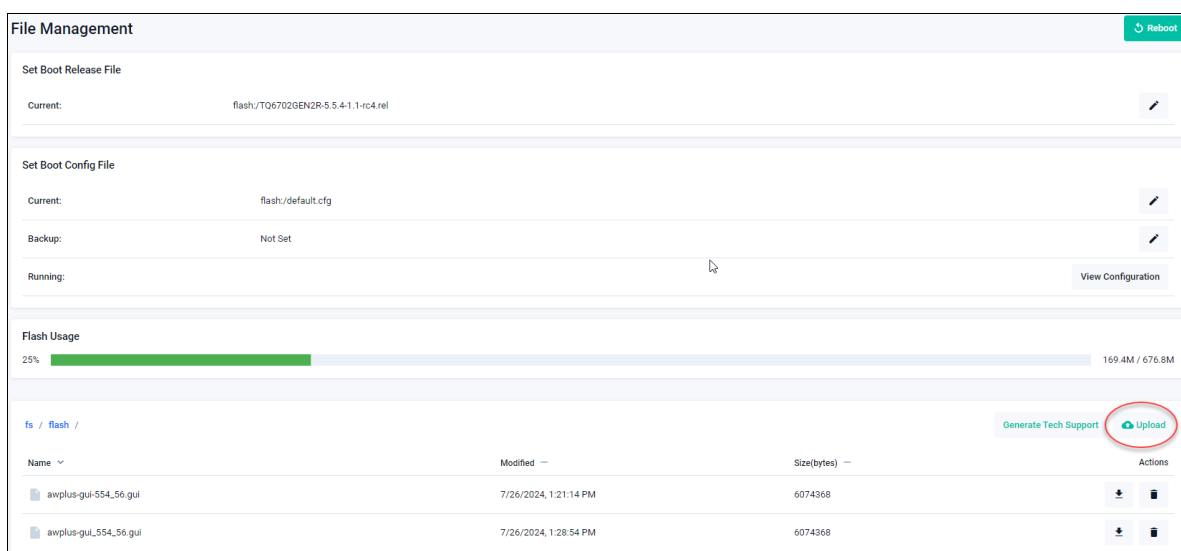 File Management
Reboot
Set Boot Release File
Current: flash:/TQ6702GEN2R-5.5.4-1.1-rc4.rel
Set Boot Config File
Current: flash:/default.cfg
Backup: Not Set
Running: View Configuration
Flash Usage
25% 169.4M / 676.8M
fs / flash / Generate Tech Support Upload
Name Modified Size(bytes) Actions
awplus-gui-554_56.gui 7/26/2024, 1:21:14 PM 6074368
awplus-gui_554_56.gui 7/26/2024, 1:28:54 PM 6074368